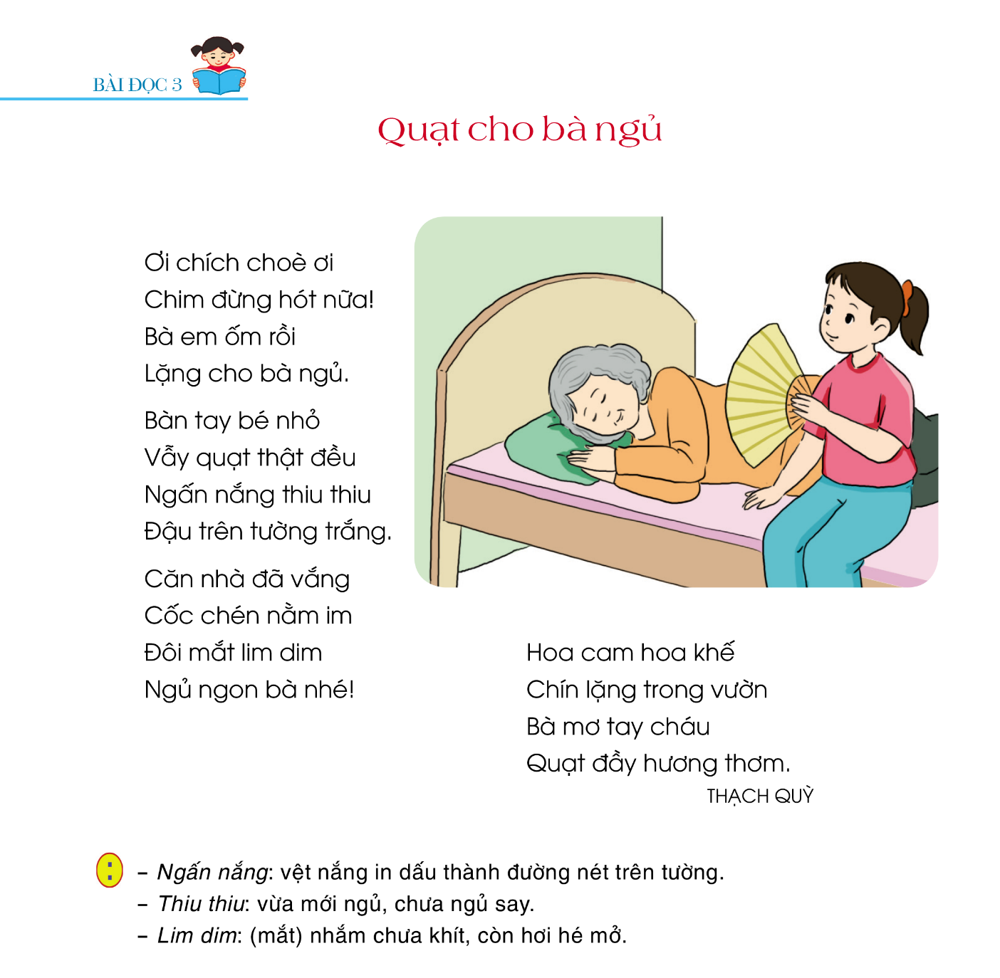 BÀI ĐỌC 3
Quạt cho bà ngủ
Ơi chích choè ơi
Chim đừng hót nữa!
Bà em ốm rồi
Lặng cho bà ngủ.
Bàn tay bé nhỏ
Vẫy quạt thật đều
Ngấn nắng thiu thiu
Đậu trên tường trắng.
Căn nhà đã vắng
Cốc chén nằm im
Đôi mắt lim dim
Ngủ ngon bà nhé!
Hoa cam hoa khế
Chín lặng trong vườn
Bà mơ tay cháu
Quạt đầy hương thơm.
THẠCH QUỲ
– Ngấn nắng: vệt nắng in dấu thành đường nét trên tường.
– Thiu thiu: vừa mới ngủ, chưa ngủ say.
– Lim dim: (mắt) nhắm chưa khít, còn hơi hé mở.